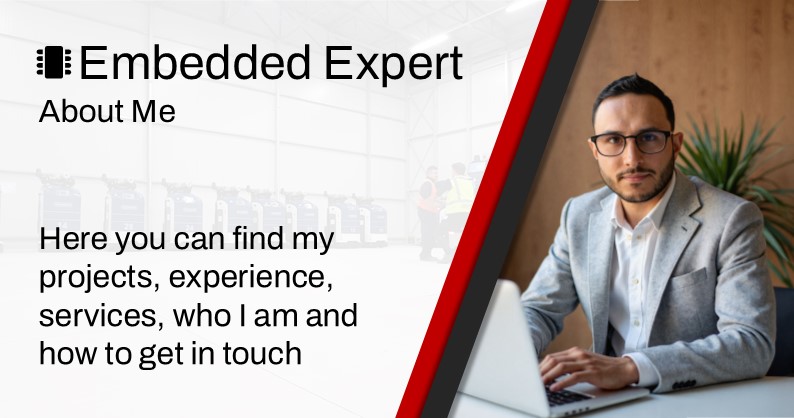 Embedded Expert
About Me
Here you can find my
projects, experience,
services, who I am and
how to get in touch